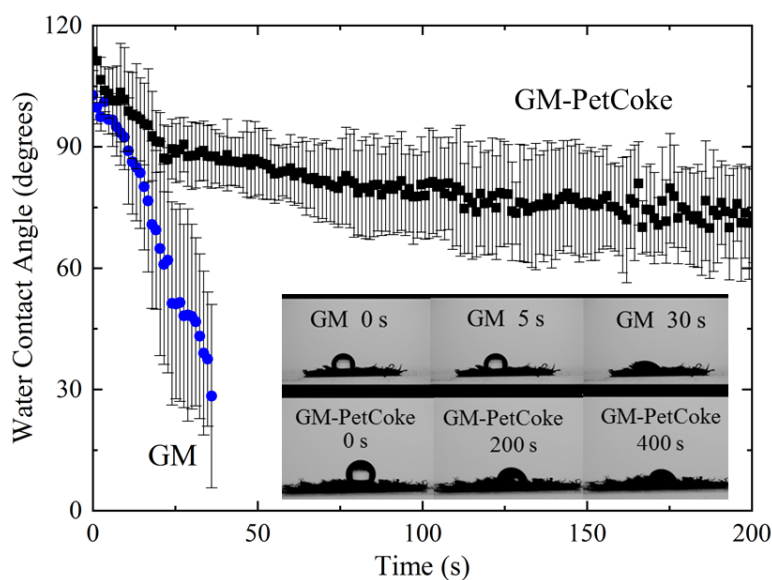 120
90
60
30
0
Water Contact Angle (degrees)
GM-PetCoke
GM
GM 0 s
GM 5 s
GM 30 s
GM-PetCoke
0 s
GM-PetCoke
200 s
GM-PetCoke
400 s
0
50
100
150
200
Time (s)